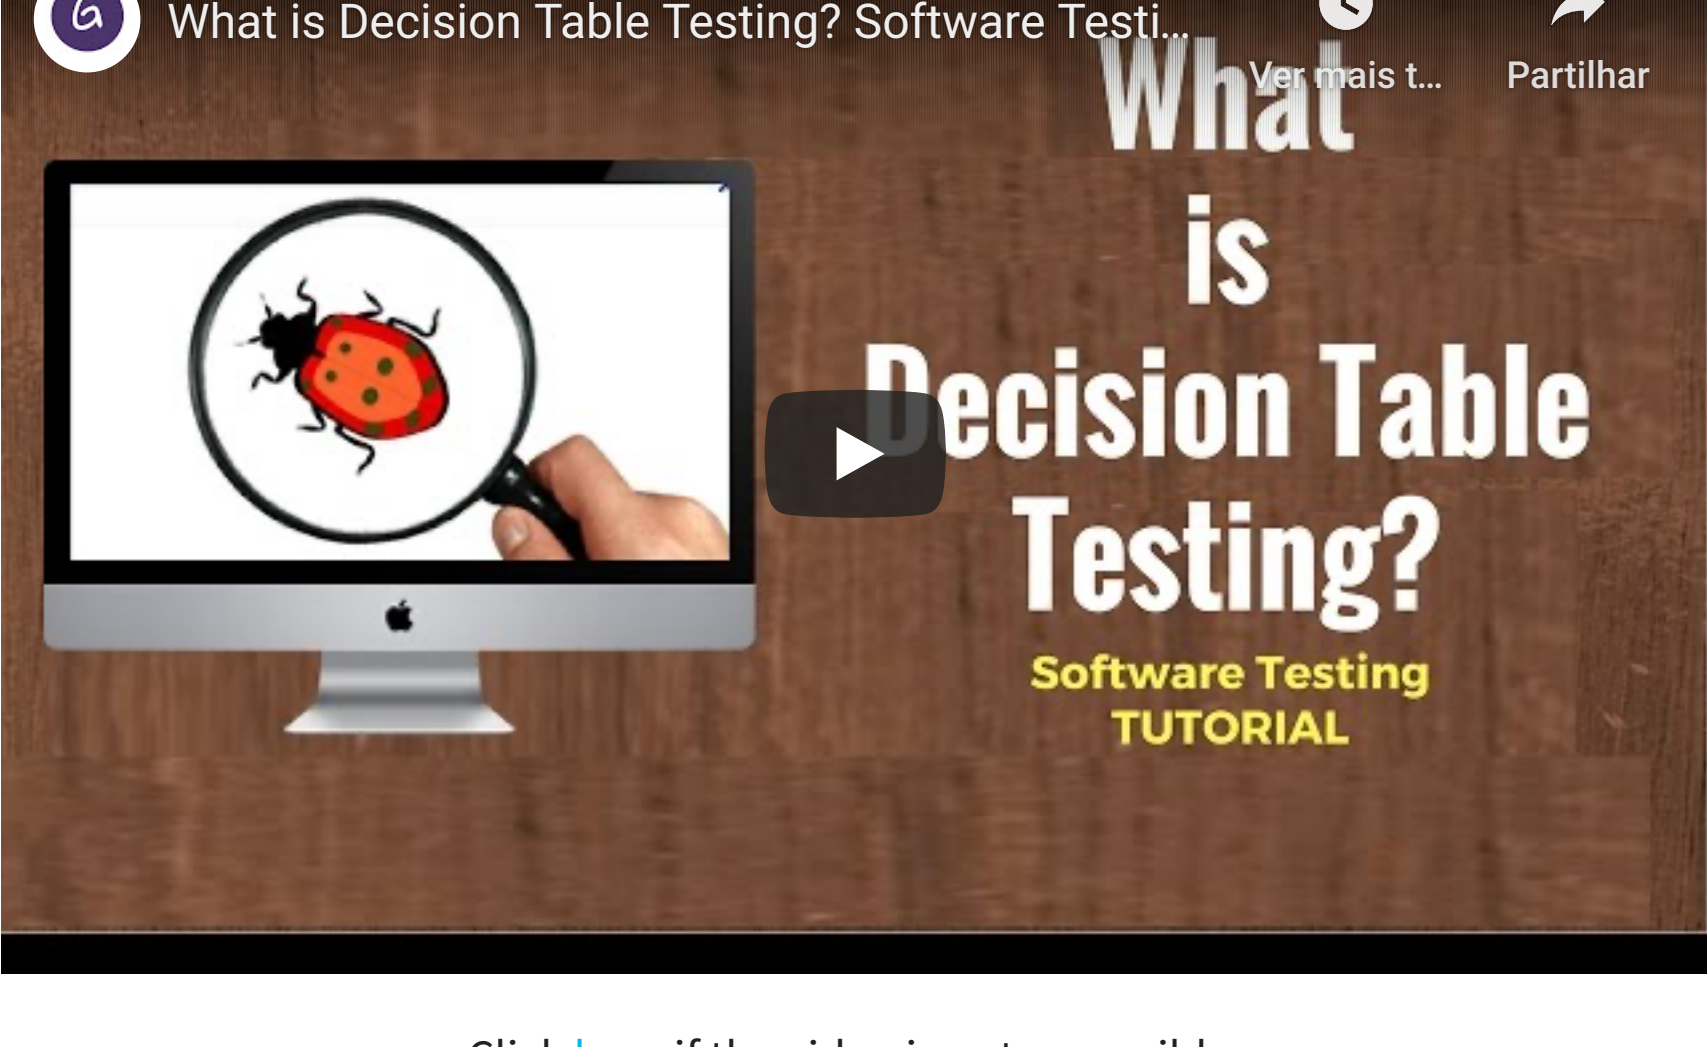 G
What is Decision Table Testing? Software Testi...
Ver mais t...
Partilhar
What
is
Decision Table
Testing?
Software Testing
TUTORIAL